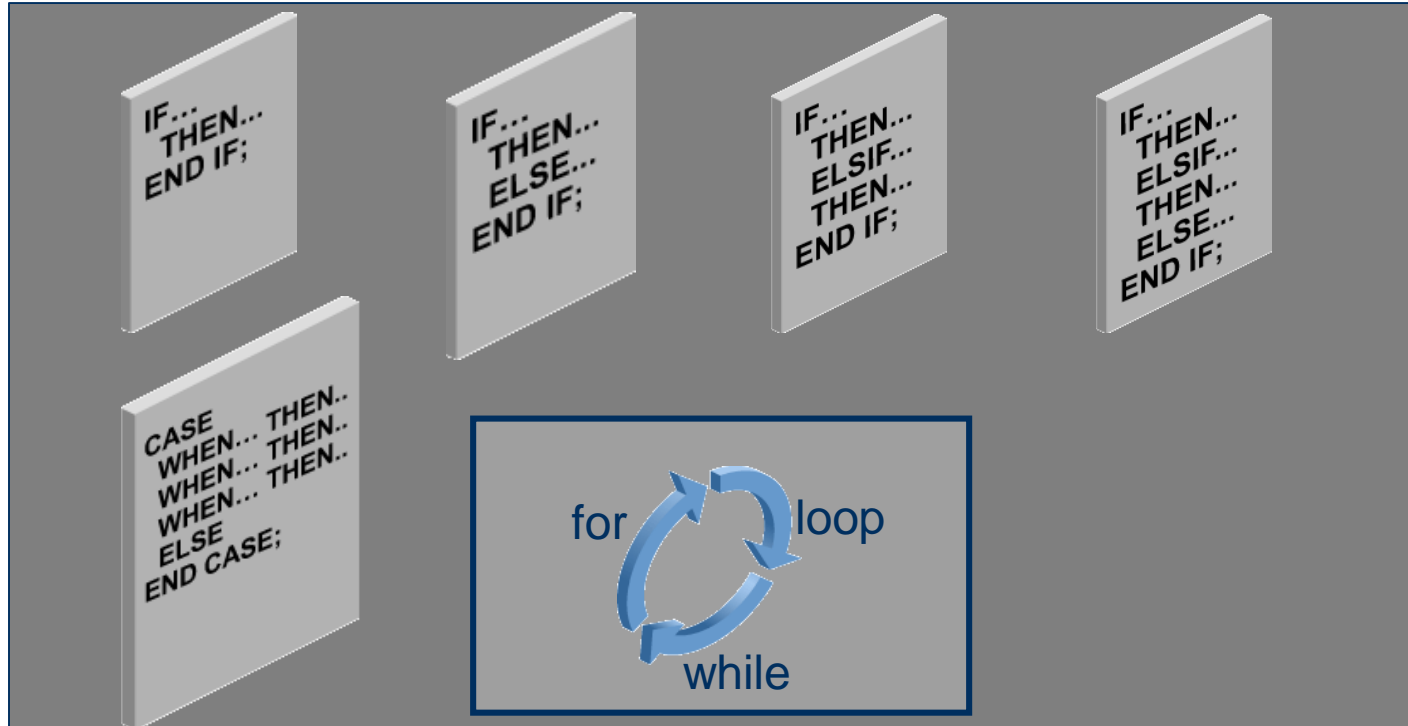 IF...
THEN...
END IF;
IF...
THEN...
ELSE...
END IF;
IF...
THEN...
ELSIF...
THEN...
END IF;
IF...
THEN...
ELSIF...
THEN...
ELSE...
END IF;
CASE
WHEN... THEN..
WHEN... THEN..
WHEN... THEN..
ELSE
END CASE;
for
loop
while